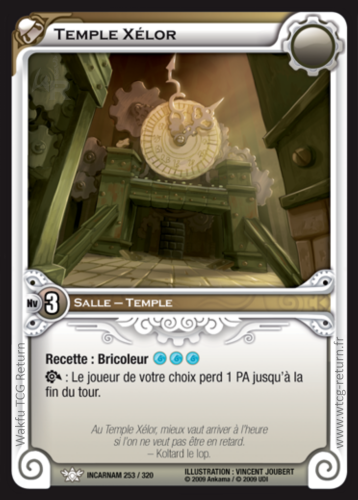 TEMPLE XÉLOR
Nv 3 SALLE – TEMPLE
Recette : Bricoleur
: Le joueur de votre choix perd 1 PA jusqu'à la
fin du tour.
Au Temple Xélor, mieux vaut arriver à l'heure
si l'on ne veut pas être en retard.
– Koltard le lop.
INCARNAM 253 / 320
ILLUSTRATION : VINCENT JOUBERT
© 2009 Ankama / © 2009 UDI
Wakfu TCG Return
www.wtcg-return.fr